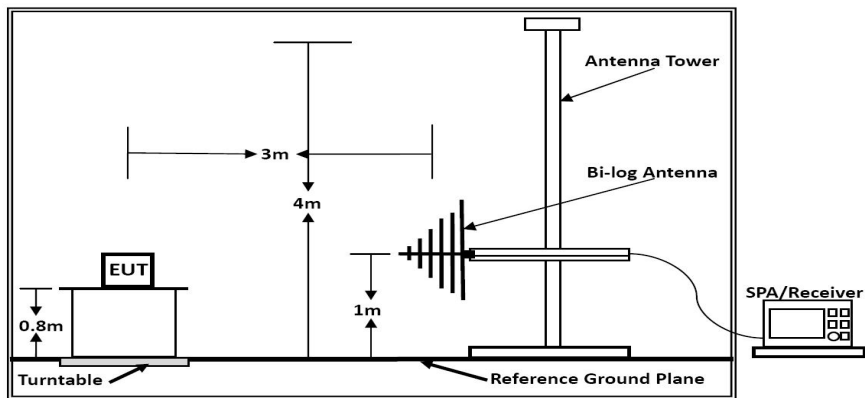 Antenna Tower
3m
Bi-log Antenna
4m
EUT
SPA/Receiver
0.8m
1m
Turntable
Reference Ground Plane